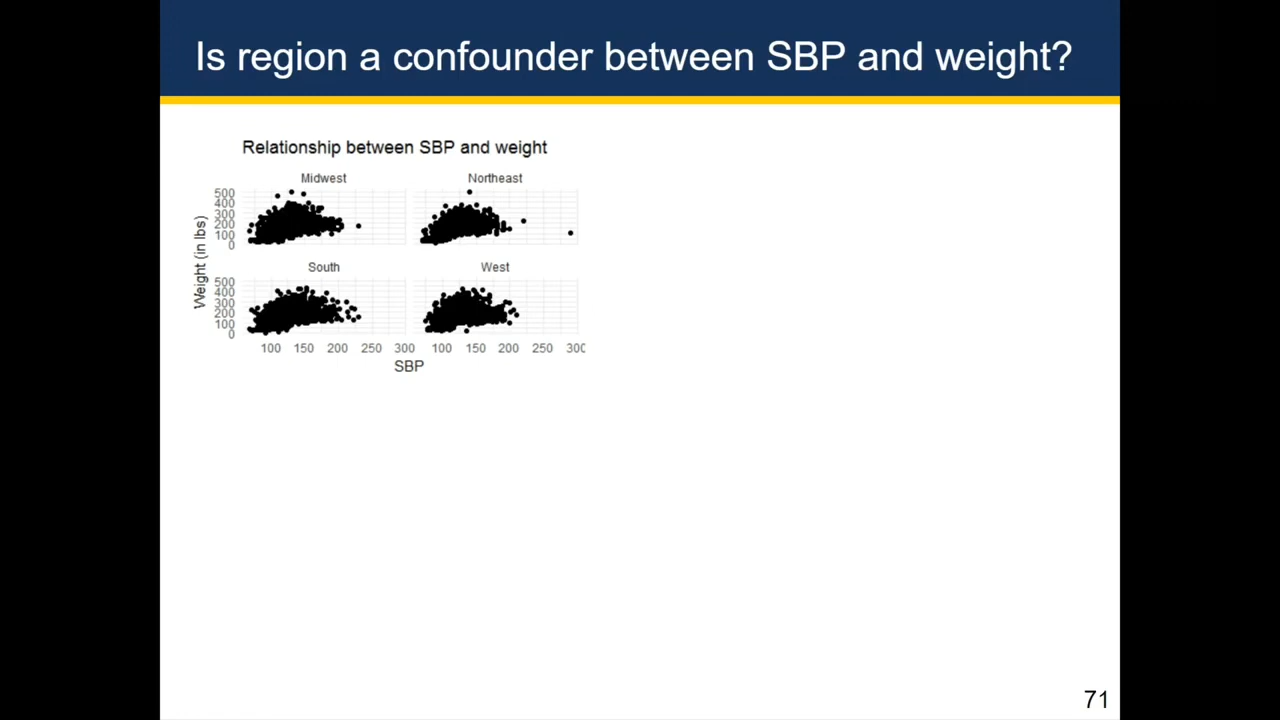 Is region a confounder between SBP and weight?
Relationship between SBP and weight
Midwest
Northeast
500
400
300
200
100
0
Weight (in lbs)
South
West
500
400
300
200
100
0
100 150 200 250 300 100 150 200 250 300
SBP
71